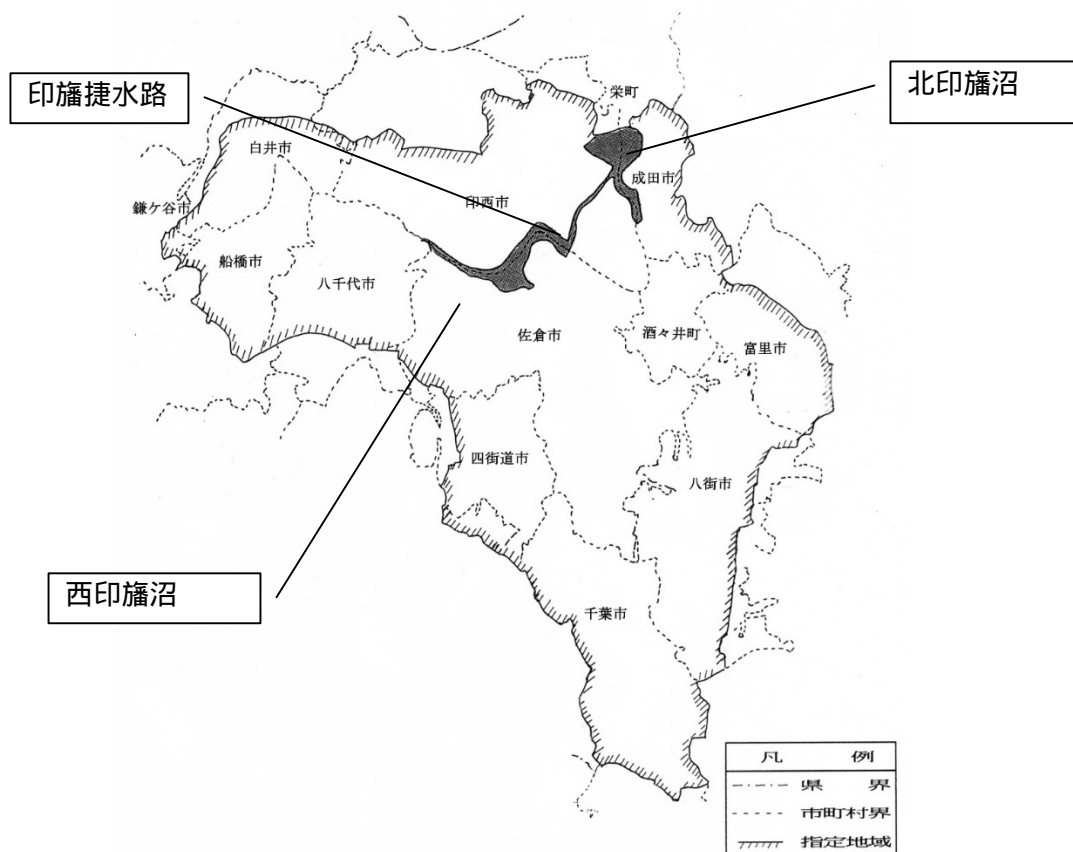 印旛捷水路
北印旛沼
栄町
白井市
成田市
鎌ケ谷市
印西市
船橋市
八千代市
佐倉市
酒々井町
富里市
四街道市
八街市
西印旛沼
千葉市
凡 例
県 界
市町村界
指定地域